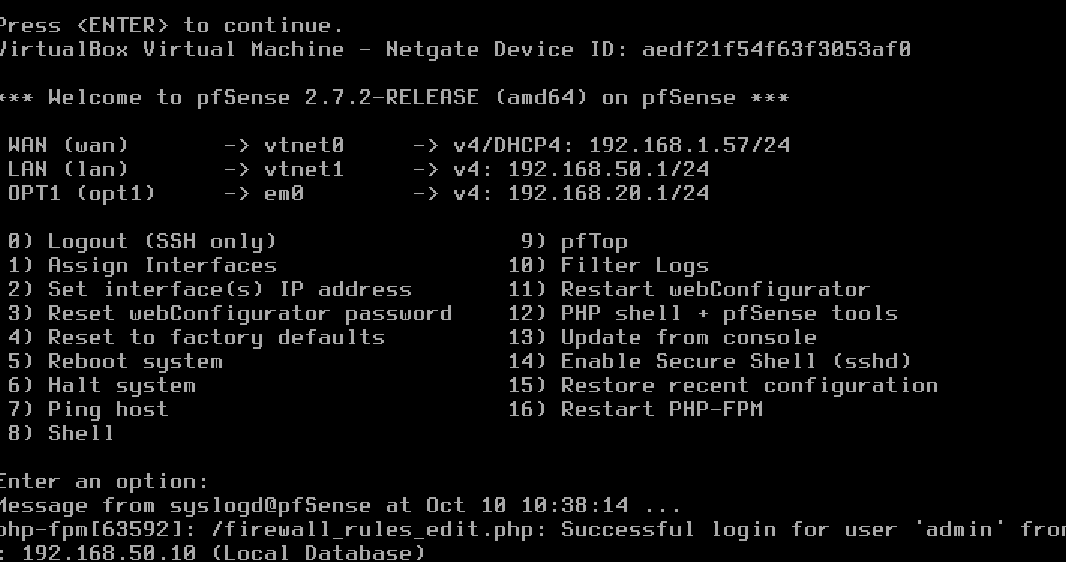 Press <ENTER> to continue.
VirtualBox Virtual Machine - Netgate Device ID: aedf21f54f63f3053af0
*** Welcome to pfSense 2.7.2-RELEASE (amd64) on pfSense ***
WAN (wan) -> vtnet0 -> v4/DHCP4: 192.168.1.57/24
LAN (lan) -> vtnet1 -> v4: 192.168.50.1/24
OPT1 (opt1) -> em0 -> v4: 192.168.20.1/24
0) Logout (SSH only) 9) pfTop
1) Assign Interfaces 10) Filter Logs
2) Set interface(s) IP address 11) Restart webConfigurator
3) Reset webConfigurator password 12) PHP shell + pfSense tools
4) Reset to factory defaults 13) Update from console
5) Reboot system 14) Enable Secure Shell (sshd)
6) Halt system 15) Restore recent configuration
7) Ping host 16) Restart PHP-FPM
8) Shell
Enter an option:
Message from syslogd@pfSense at Oct 10 10:38:14 ...
php-fpm[63592]: /firewall_rules_edit.php: Successful login for user 'admin' from
: 192.168.50.10 (Local Database)